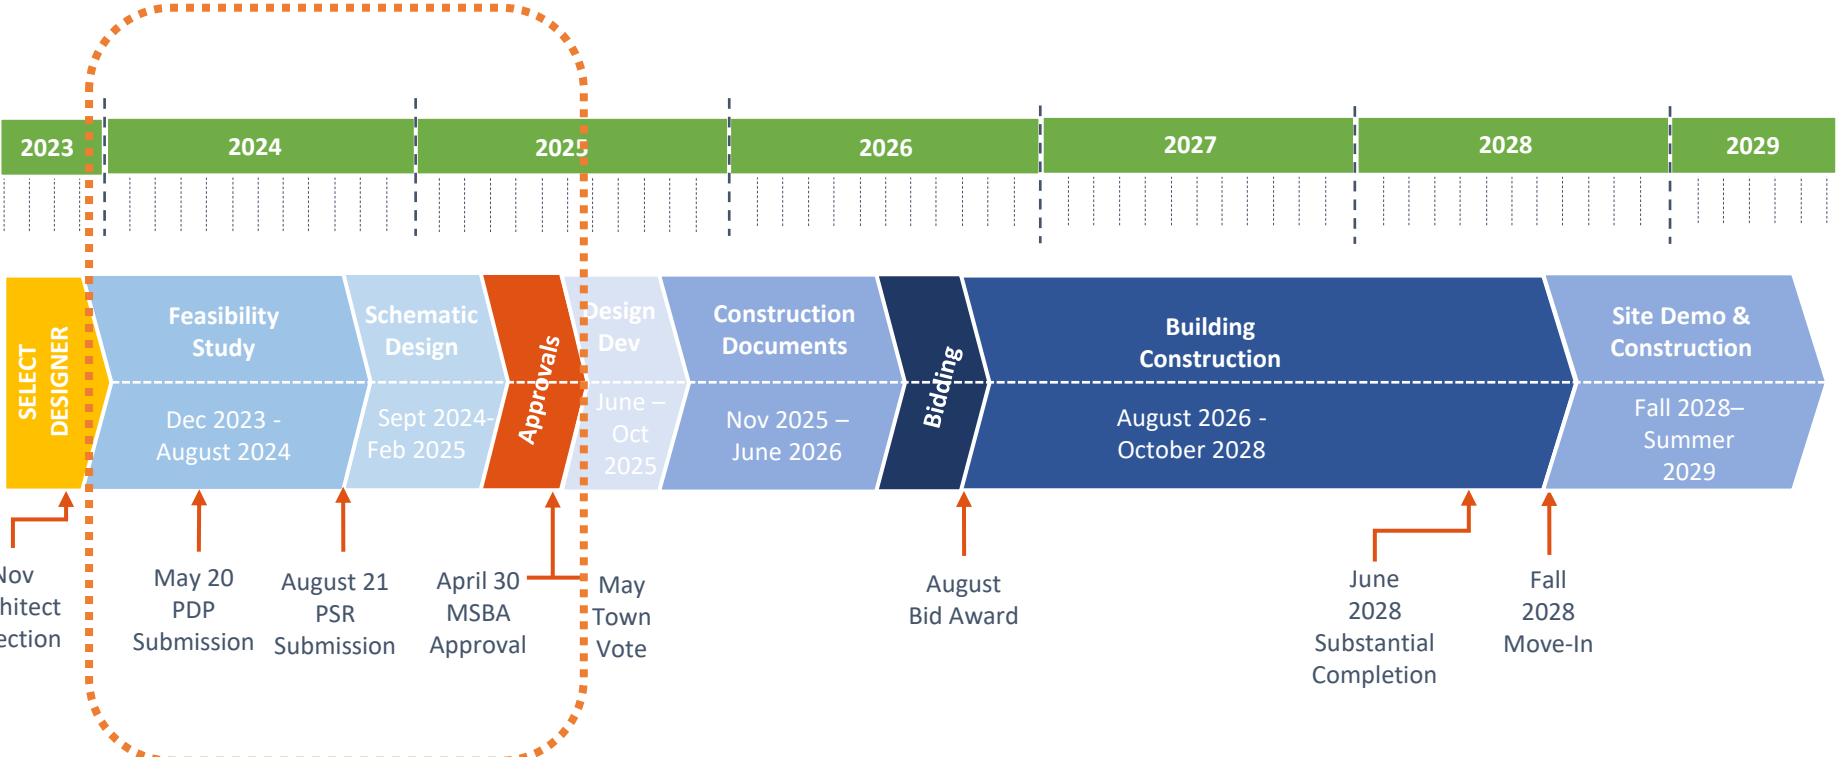 2023
2024
2025
2026
2027
2028
2029
SELECT
DESIGNER
Feasibility
Study
Dec 2023 -
August 2024
Schematic
Design
Sept 2024-
Feb 2025
Approvals
Design
Dev
June –
Oct
2025
Construction
Documents
Nov 2025 –
June 2026
Bidding
Building
Construction
August 2026 -
October 2028
Site Demo &
Construction
Fall 2028–
Summer
2029
Nov
hitect
ection
May 20
PDP
Submission
August 21
PSR
Submission
April 30
MSBA
Approval
May
Town
Vote
August
Bid Award
June
2028
Substantial
Completion
Fall
2028
Move-In